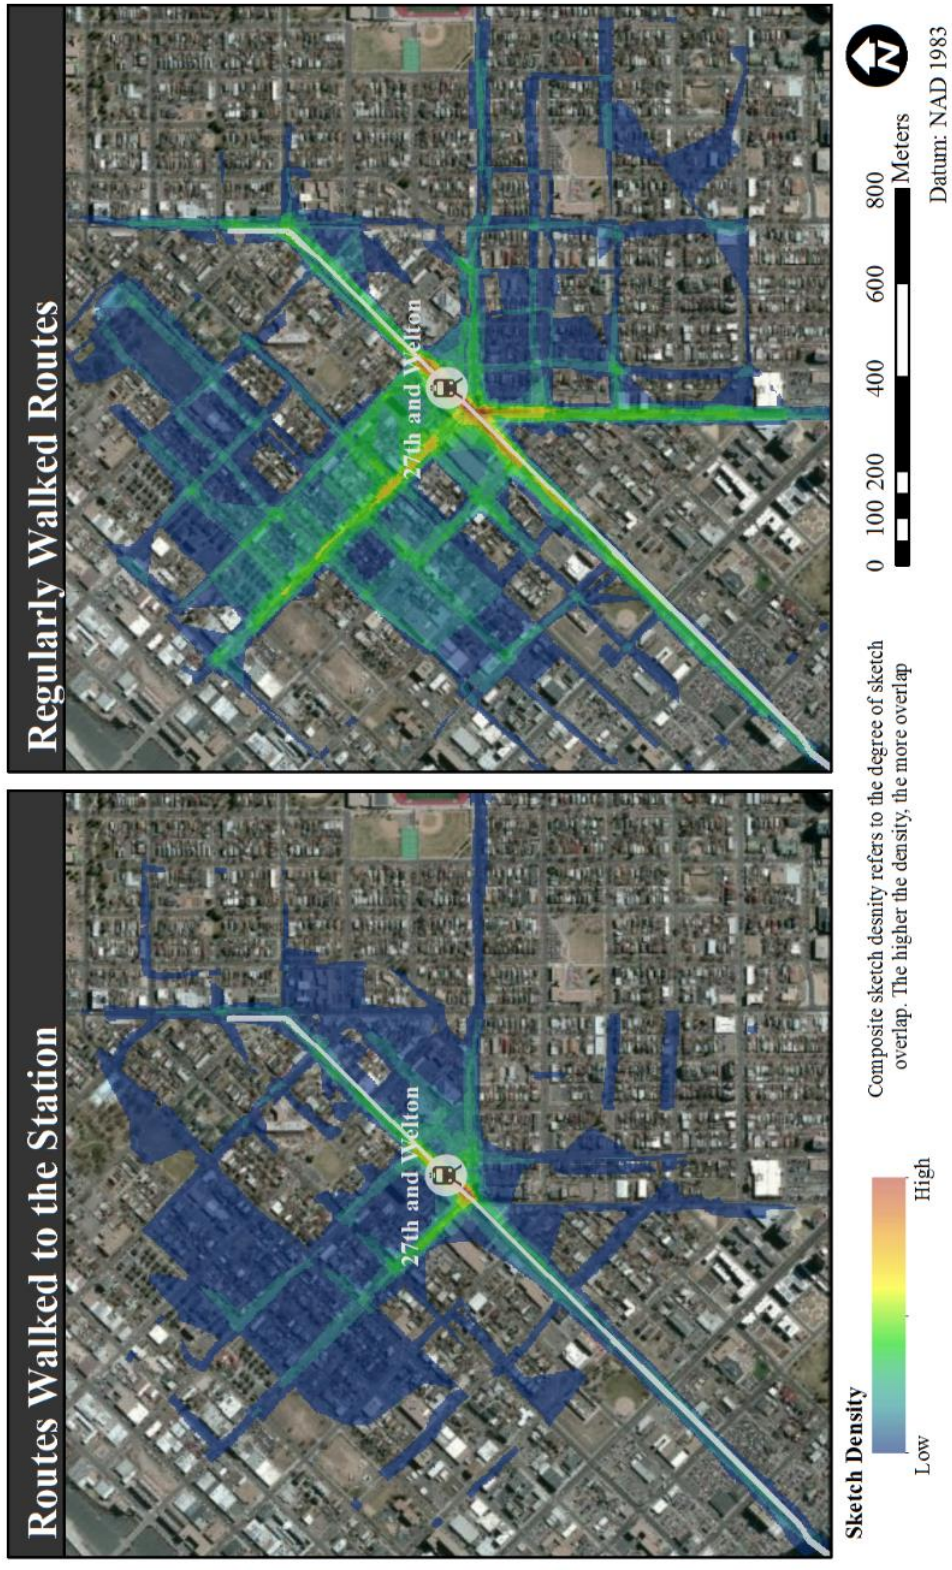 Routes Walked to the Station
27th and Welton
Regularly Walked Routes
27th and Welton
Sketch Density
Low
High
Composite sketch desnity refers to the degree of sketch
overlap. The higher the density, the more overlap
0 100 200 400 600 800
Meters
N
Datum: NAD 1983